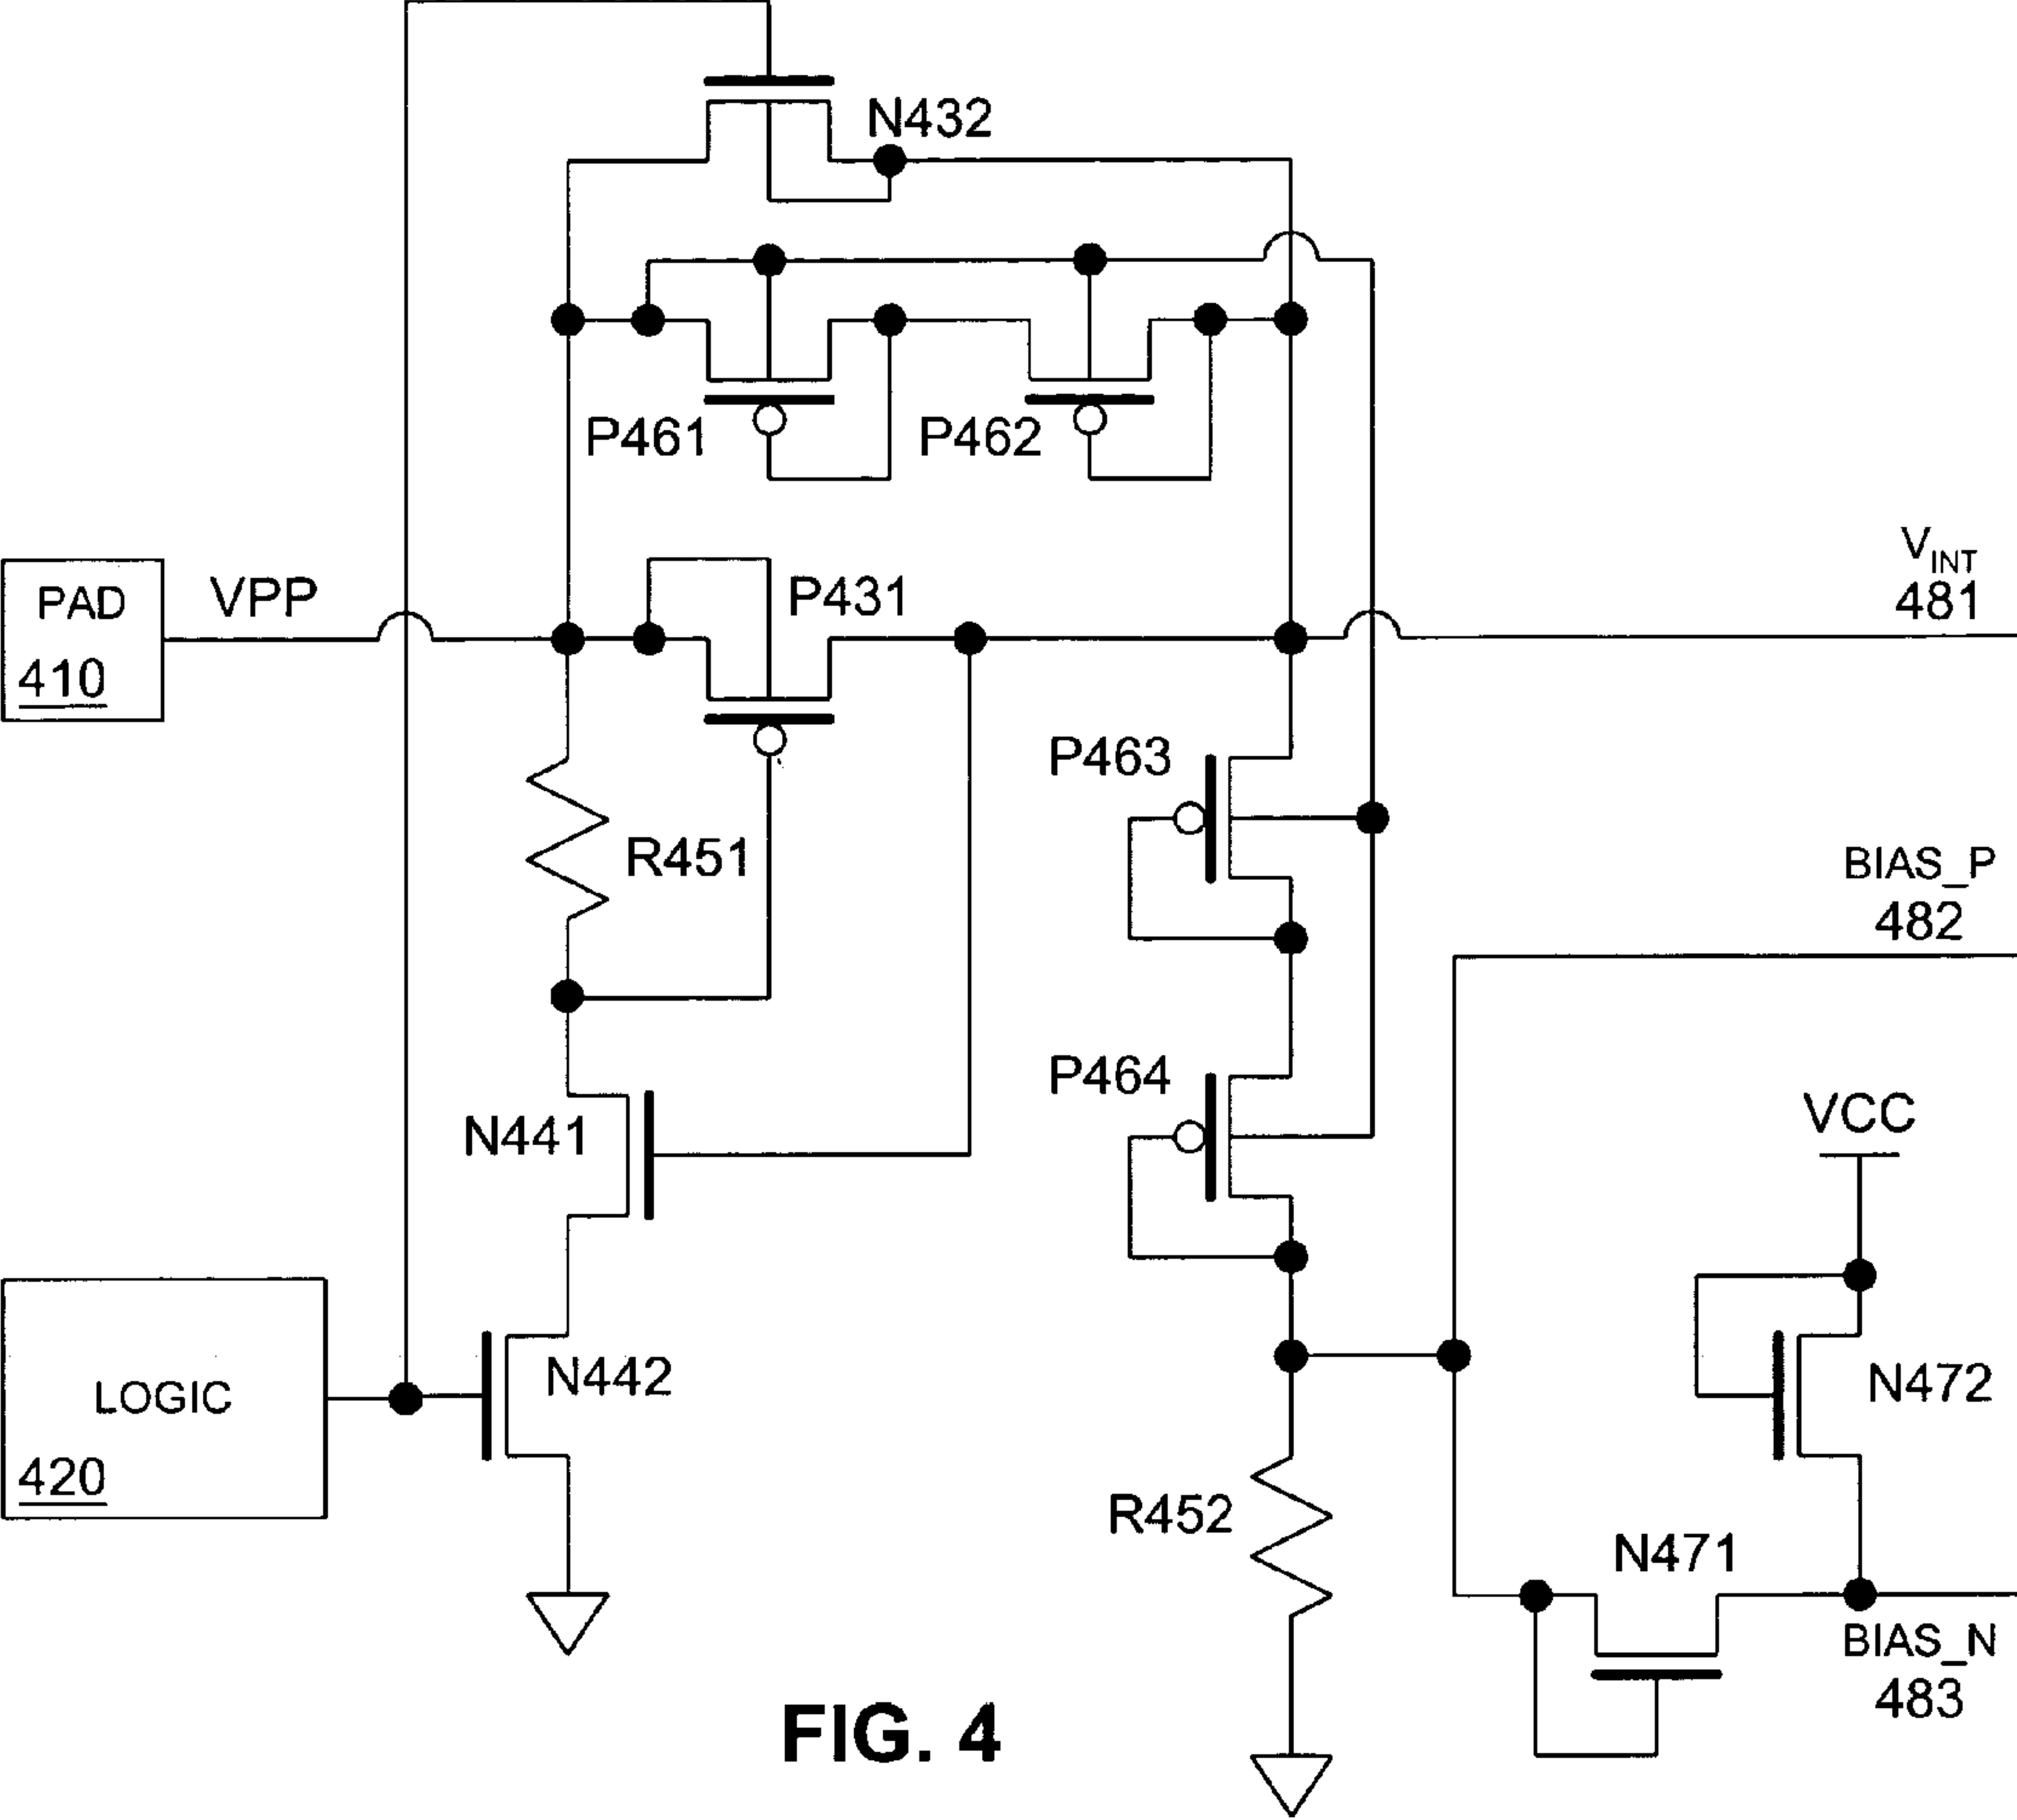 N432
P461
P462
PAD
410
VPP
P431
V_INT
481
P463
R451
BIAS_P
482
P464
N441
VCC
N442
N472
LOGIC
420
R452
N471
BIAS_N
483
FIG. 4